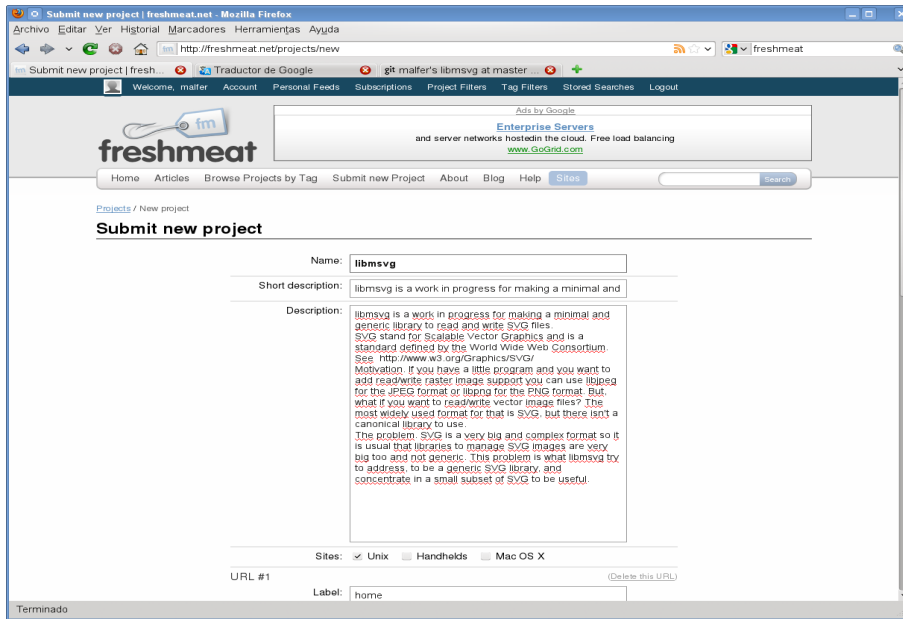 Submit new project | freshmeat.net - Mozilla Firefox
Archivo Editar Ver Historial Marcadores Herramientas Ayuda
fm http://freshmeat.net/projects/new freshmeat
fm Submit new project | fresh... Traductor de Google git malfer's libmsvg at master ...
Welcome, malfer Account Personal Feeds Subscriptions Project Filters Tag Filters Stored Searches Logout
fm
freshmeat
Ads by Google
Enterprise Servers
and server networks hostedin the cloud. Free load balancing
www.GoGrid.com
Home Articles Browse Projects by Tag Submit new Project About Blog Help Sites Search
Projects / New project
Submit new project
Name: libmsvg
Short description: libmsvg is a work in progress for making a minimal and
Description: libmsvg is a work in progress for making a minimal and
generic library to read and write SVG files.
SVG stand for Scalable Vector Graphics and is a
standard defined by the World Wide Web Consortium.
See http://www.w3.org/Graphics/SVG/
Motivation. If you have a little program and you want to
add read/write raster image support you can use libjpeg
for the JPEG format or libpng for the PNG format. But,
what if you want to read/write vector image files? The
most widely used format for that is SVG, but there isn't a
canonical library to use.
The problem. SVG is a very big and complex format so it
is usual that libraries to manage SVG images are very
big too and not generic. This problem is what libmsvg try
to address, to be a generic SVG library, and
concentrate in a small subset of SVG to be useful.
Sites: Unix Handhelds Mac OS X
URL #1 (Delete this URL)
Label: home
Terminado